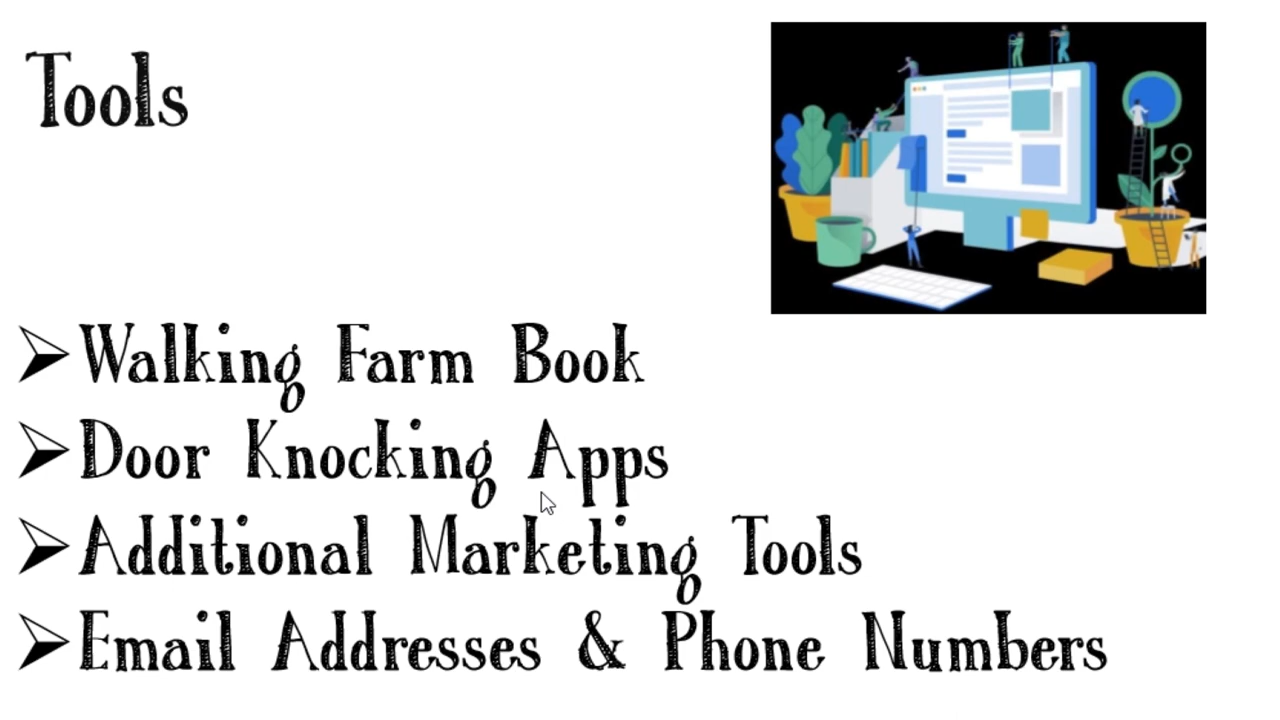 Tools
Walking Farm Book
Door Knocking Apps
Additional Marketing Tools
Email Addresses & Phone Numbers